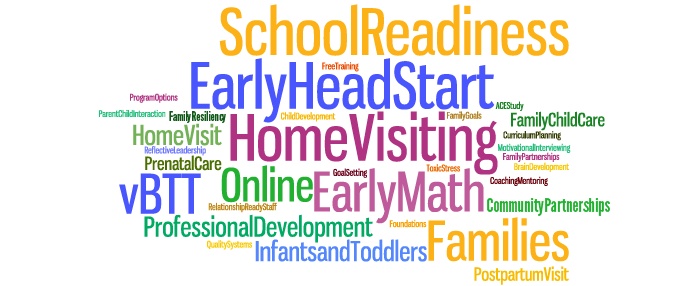 SchoolReadiness
FreeTraining
EarlyHeadStart
ProgramOptions
ACEStudy
ParentChildInteraction
FamilyResiliency
ChildDevelopment
FamilyGoals
FamilyChildCare
HomeVisit
HomeVisiting
CurriculumPlanning
ReflectiveLeadership
MotivationalInterviewing
FamilyPartnerships
PrenatalCare
ToxicStress
BrainDevelopment
GoalSetting
CoachingMentoring
vBTT
Online
EarlyMath
RelationshipReadyStaff
CommunityPartnerships
ProfessionalDevelopment
Foundations
Families
QualitySystems
InfantsandToddlers
PostpartumVisit